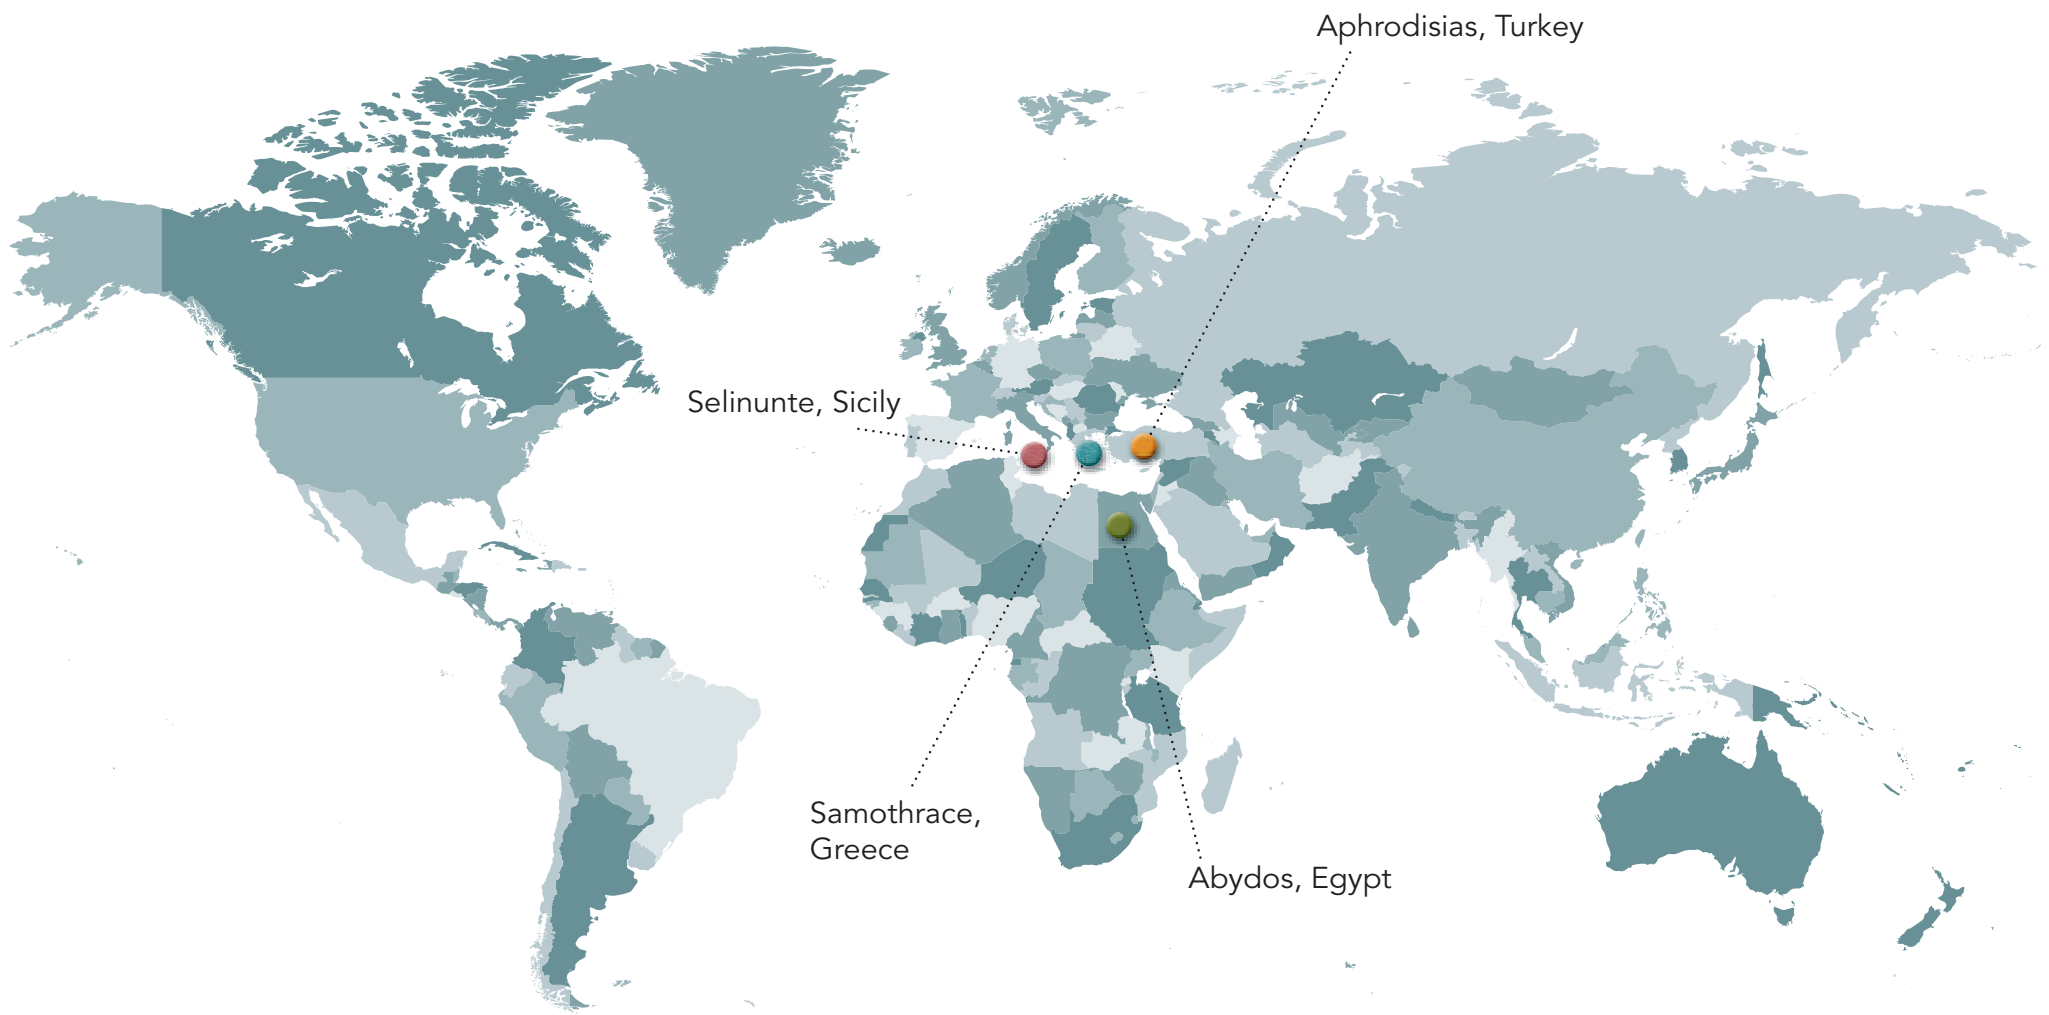 Aphrodisias, Turkey
Selinunte, Sicily
Samothrace,
Greece
Abydos, Egypt